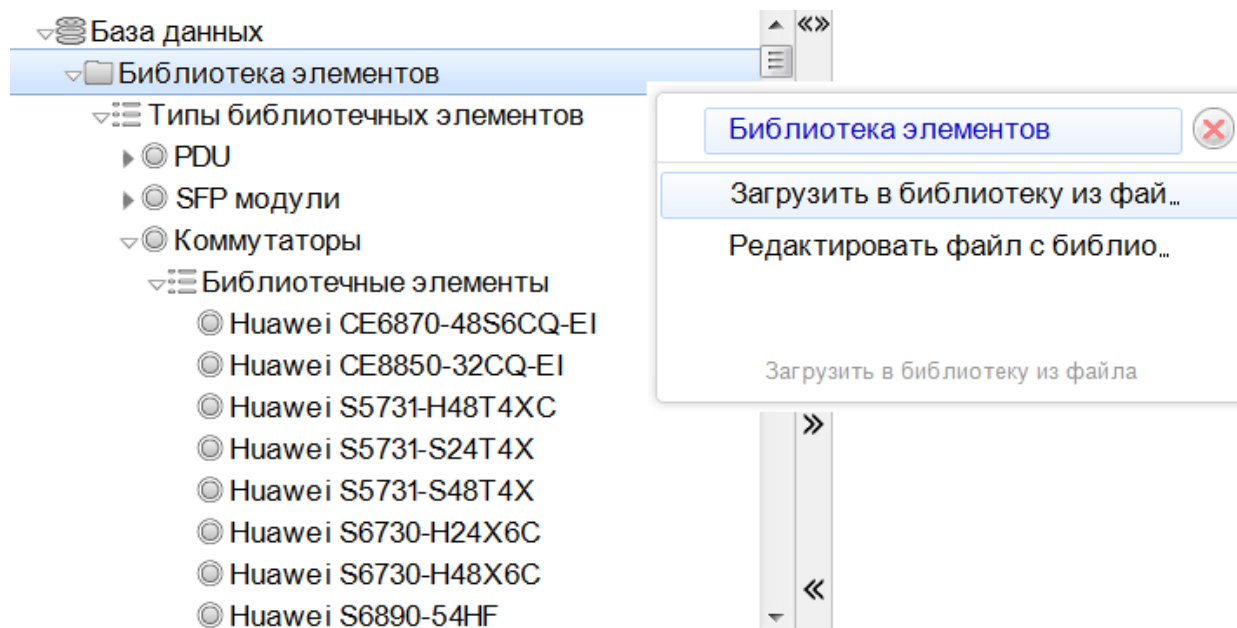 База данных
Библиотека элементов
Типы библиотечных элементов
PDU
SFP модули
Коммутаторы
Библиотечные элементы
Huawei CE6870-48S6CQ-EI
Huawei CE8850-32CQ-EI
Huawei S5731-H48T4XC
Huawei S5731-S24T4X
Huawei S5731-S48T4X
Huawei S6730-H24X6C
Huawei S6730-H48X6C
Huawei S6890-54HF
Библиотека элементов
Загрузить в библиотеку из фай...
Редактировать файл с библио...
Загрузить в библиотеку из файла